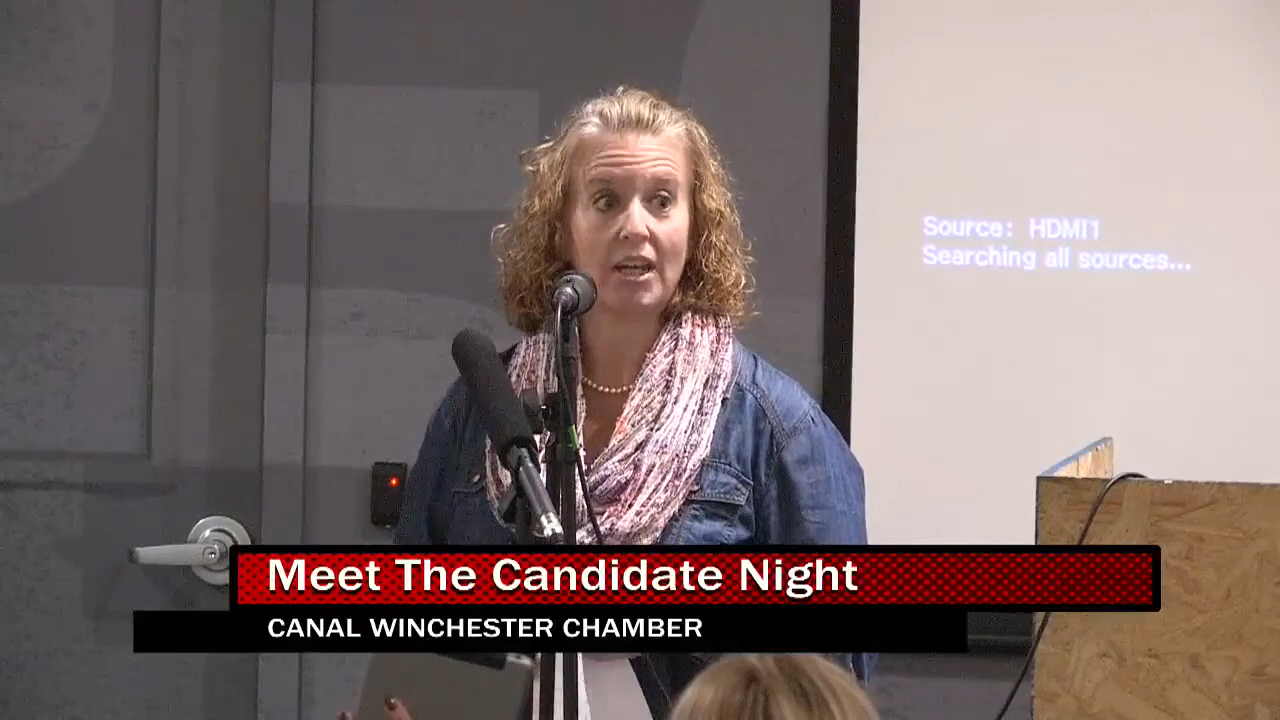 Source: HDMI1
Searching all sources...
Meet The Candidate Night
CANAL WINCHESTER CHAMBER